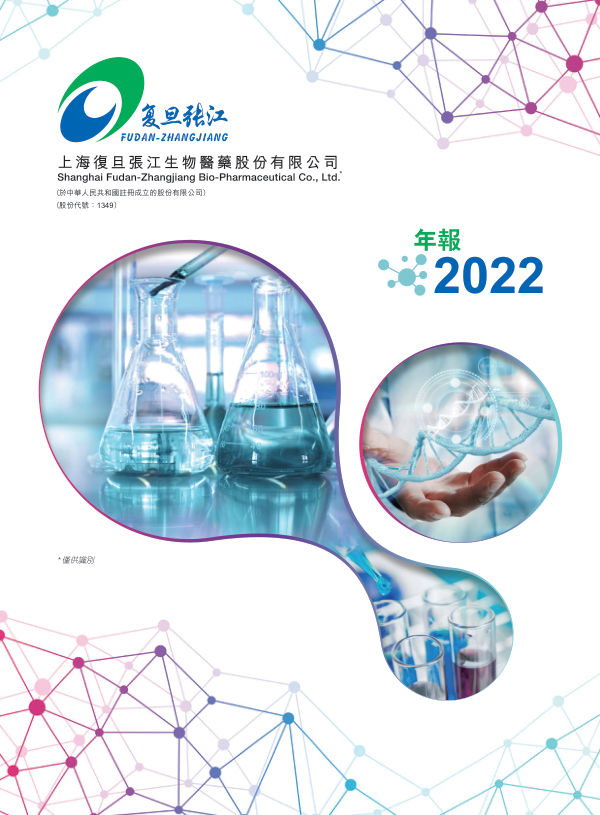 复旦张江
FUDAN-ZHANGJIANG
上海復旦張江生物醫藥股份有限公司
Shanghai Fudan-Zhangjiang Bio-Pharmaceutical Co., Ltd.*
(於中華人民共和國註冊成立的股份有限公司)
(股份代號：1349)
年報
2022
* 僅供識別